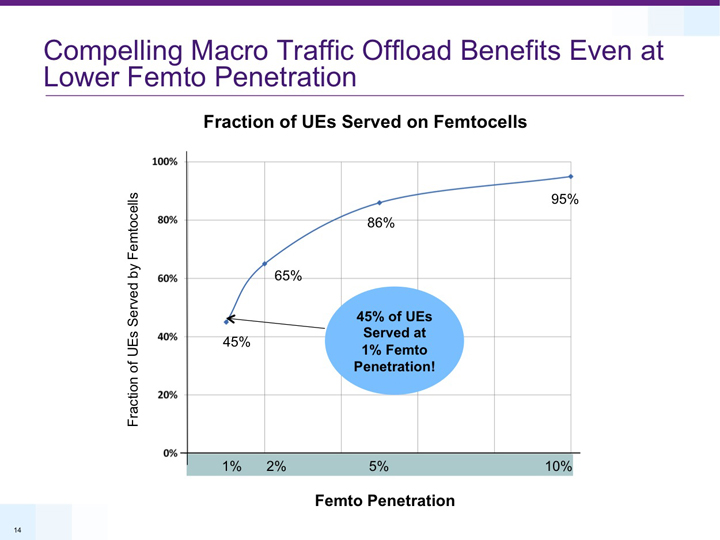 Compelling Macro Traffic Offload Benefits Even at
Lower Femto Penetration
Fraction of UEs Served on Femtocells
Fraction of UEs Served by Femtocells
100%
80%
60%
40%
20%
0%
95%
86%
65%
45%
45% of UEs
Served at
1% Femto
Penetration!
1% 2% 5% 10%
Femto Penetration
14